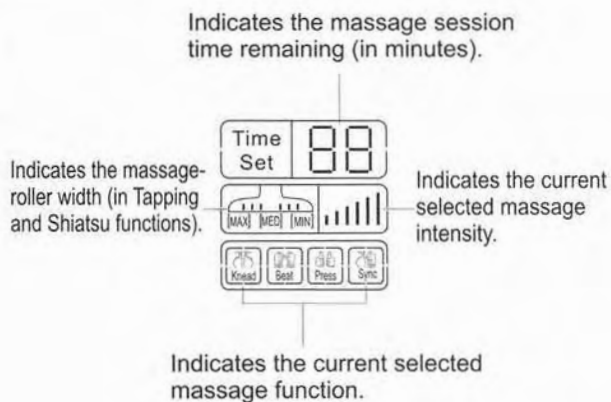 Indicates the massage session
time remaining (in minutes).
Time
Set
88
Indicates the massage-
roller width (in Tapping
and Shiatsu functions).
MAX MED MIN
Indicates the current
selected massage
intensity.
Knead Beat Press Sync
Indicates the current selected
massage function.